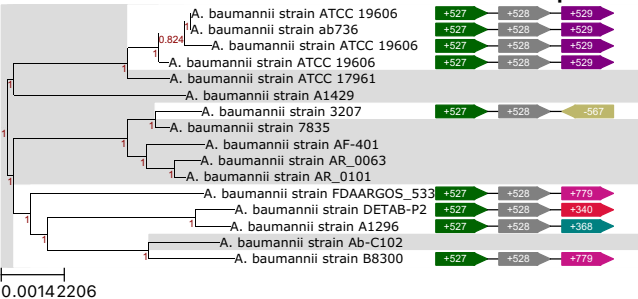 A. baumannii strain ATCC 19606 +527 +528 +529
A. baumannii strain ab736 +527 +528 +529
0.824 A. baumannii strain ATCC 19606 +527 +528 +529
1 A. baumannii strain ATCC 19606 +527 +528 +529
1 A. baumannii strain ATCC 17961
1 A. baumannii strain A1429
A. baumannii strain 3207 +527 +528 -567
1 A. baumannii strain 7835
1 1 A. baumannii strain AF-401
1 A. baumannii strain AR_0063
1 1 1 A. baumannii strain AR_0101
A. baumannii strain FDAARGOS_533 +527 +528 +779
1 A. baumannii strain DETAB-P2 +527 +528 +340
1 1 A. baumannii strain A1296 +527 +528 +368
1 A. baumannii strain Ab-C102
1 A. baumannii strain B8300 +527 +528 +779
0.00142206